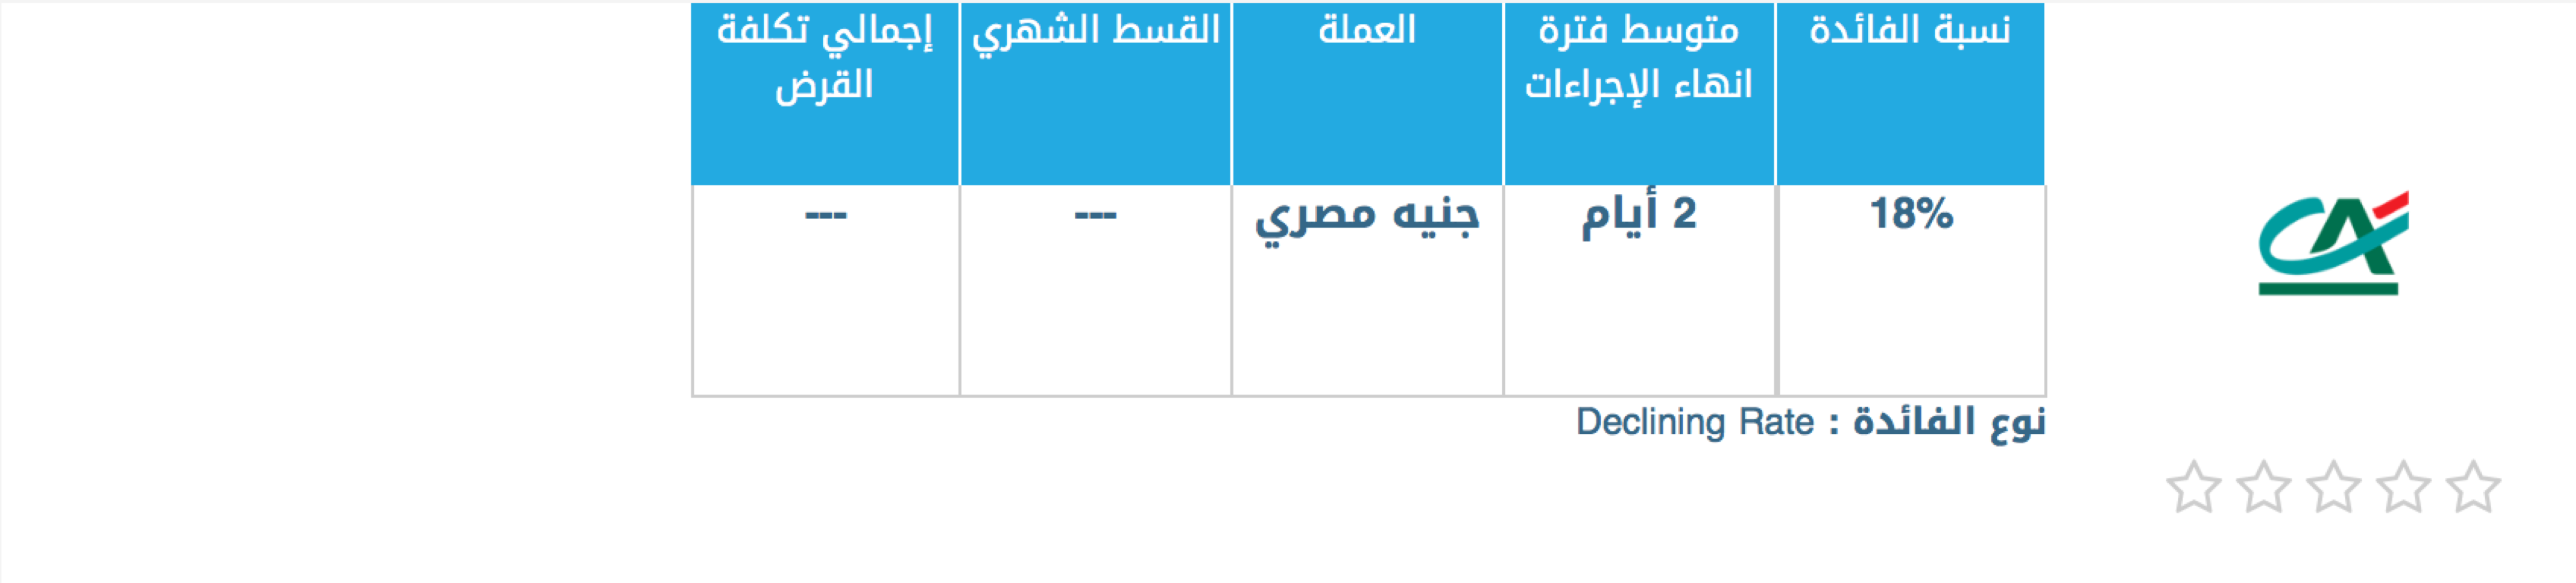 نسبة الفائدة
متوسط فترة
انهاء الإجراءات
العملة
القسط الشهري
إجمالي تكلفة
القرض
18%
2 أيام
جنيه مصري
---
---
نوع الفائدة : Declining Rate
CA